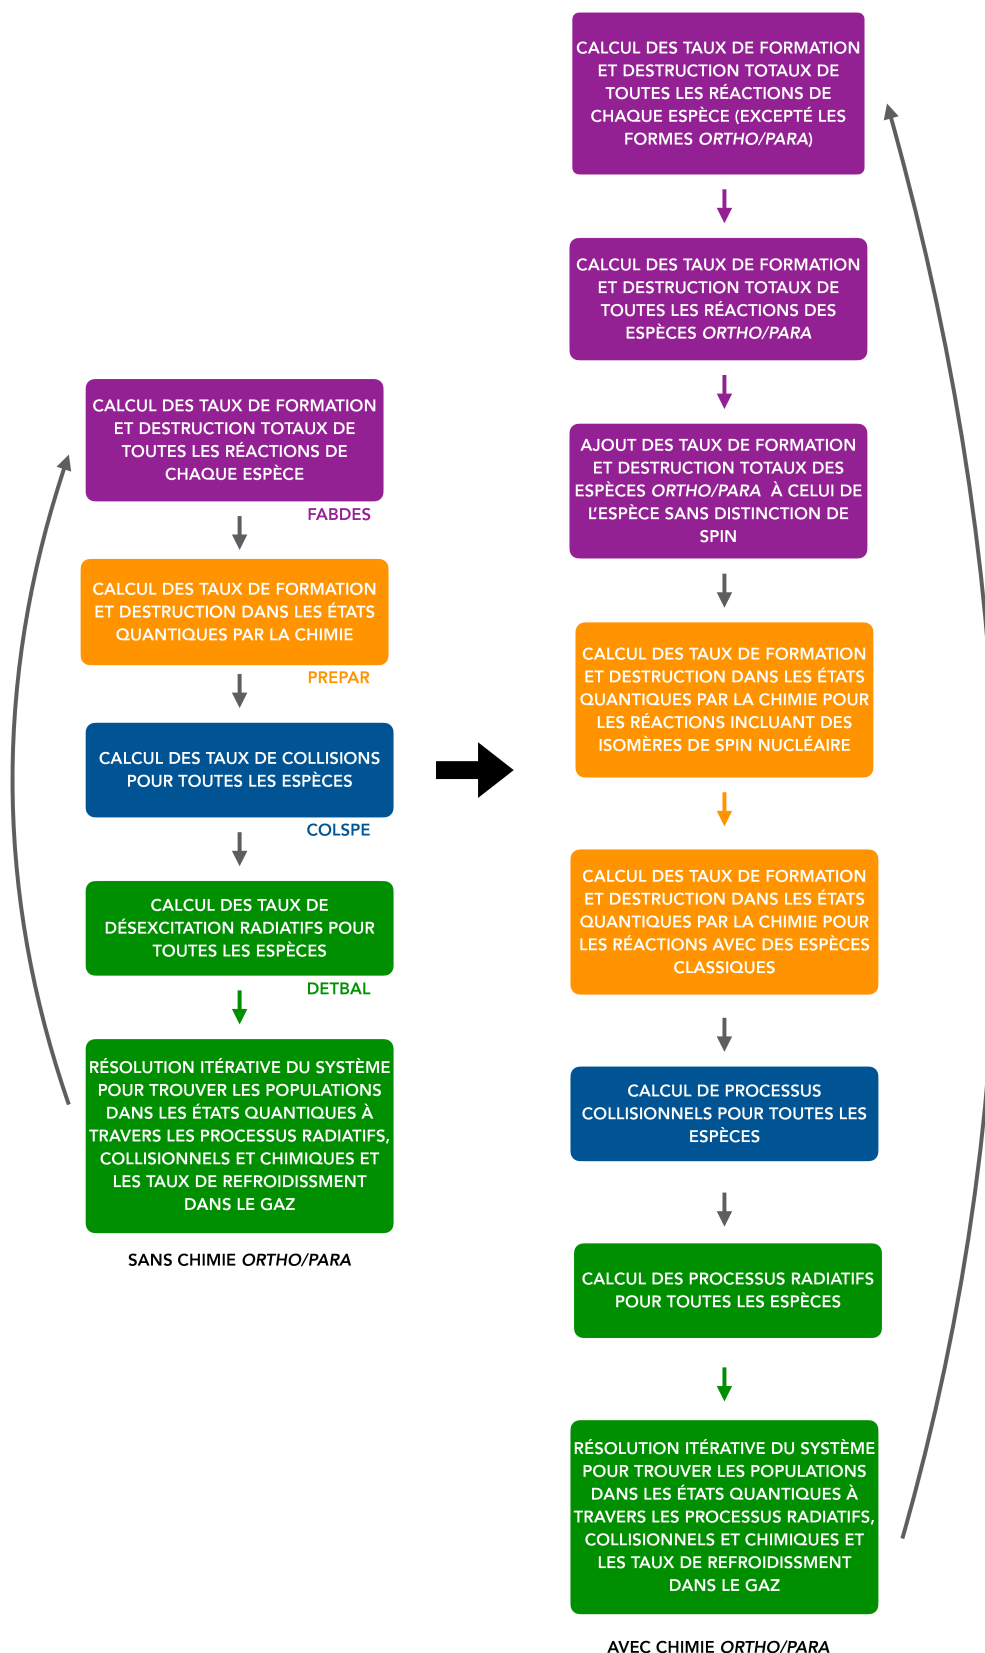 CALCUL DES TAUX DE FORMATION
ET DESTRUCTION TOTAUX DE
TOUTES LES RÉACTIONS DE
CHAQUE ESPÈCE
FABDES
CALCUL DES TAUX DE FORMATION
ET DESTRUCTION DANS LES ÉTATS
QUANTIQUES PAR LA CHIMIE
PREPAR
CALCUL DES TAUX DE COLLISIONS
POUR TOUTES LES ESPÈCES
COLSPE
CALCUL DES TAUX DE
DÉSEXCITATION RADIATIFS POUR
TOUTES LES ESPÈCES
DETBAL
RÉSOLUTION ITÉRATIVE DU SYSTÈME
POUR TROUVER LES POPULATIONS
DANS LES ÉTATS QUANTIQUES À
TRAVERS LES PROCESSUS RADIATIFS,
COLLISIONNELS ET CHIMIQUES ET
LES TAUX DE REFROIDISSMENT
DANS LE GAZ
SANS CHIMIE ORTHO/PARA
CALCUL DES TAUX DE FORMATION
ET DESTRUCTION TOTAUX DE
TOUTES LES RÉACTIONS DE
CHAQUE ESPÈCE (EXCEPTÉ LES
FORMES ORTHO/PARA)
CALCUL DES TAUX DE FORMATION
ET DESTRUCTION TOTAUX DE
TOUTES LES RÉACTIONS DES
ESPÈCES ORTHO/PARA
AJOUT DES TAUX DE FORMATION
ET DESTRUCTION TOTAUX DES
ESPÈCES ORTHO/PARA À CELUI DE
L'ESPÈCE SANS DISTINCTION DE
SPIN
CALCUL DES TAUX DE FORMATION
ET DESTRUCTION DANS LES ÉTATS
QUANTIQUES PAR LA CHIMIE POUR
LES RÉACTIONS INCLUANT DES
ISOMÈRES DE SPIN NUCLÉAIRE
CALCUL DES TAUX DE FORMATION
ET DESTRUCTION DANS LES ÉTATS
QUANTIQUES PAR LA CHIMIE POUR
LES RÉACTIONS AVEC DES ESPÈCES
CLASSIQUES
CALCUL DE PROCESSUS
COLLISIONNELS POUR TOUTES LES
ESPÈCES
CALCUL DES PROCESSUS RADIATIFS
POUR TOUTES LES ESPÈCES
RÉSOLUTION ITÉRATIVE DU SYSTÈME
POUR TROUVER LES POPULATIONS
DANS LES ÉTATS QUANTIQUES À
TRAVERS LES PROCESSUS RADIATIFS,
COLLISIONNELS ET CHIMIQUES ET
LES TAUX DE REFROIDISSMENT
DANS LE GAZ
AVEC CHIMIE ORTHO/PARA